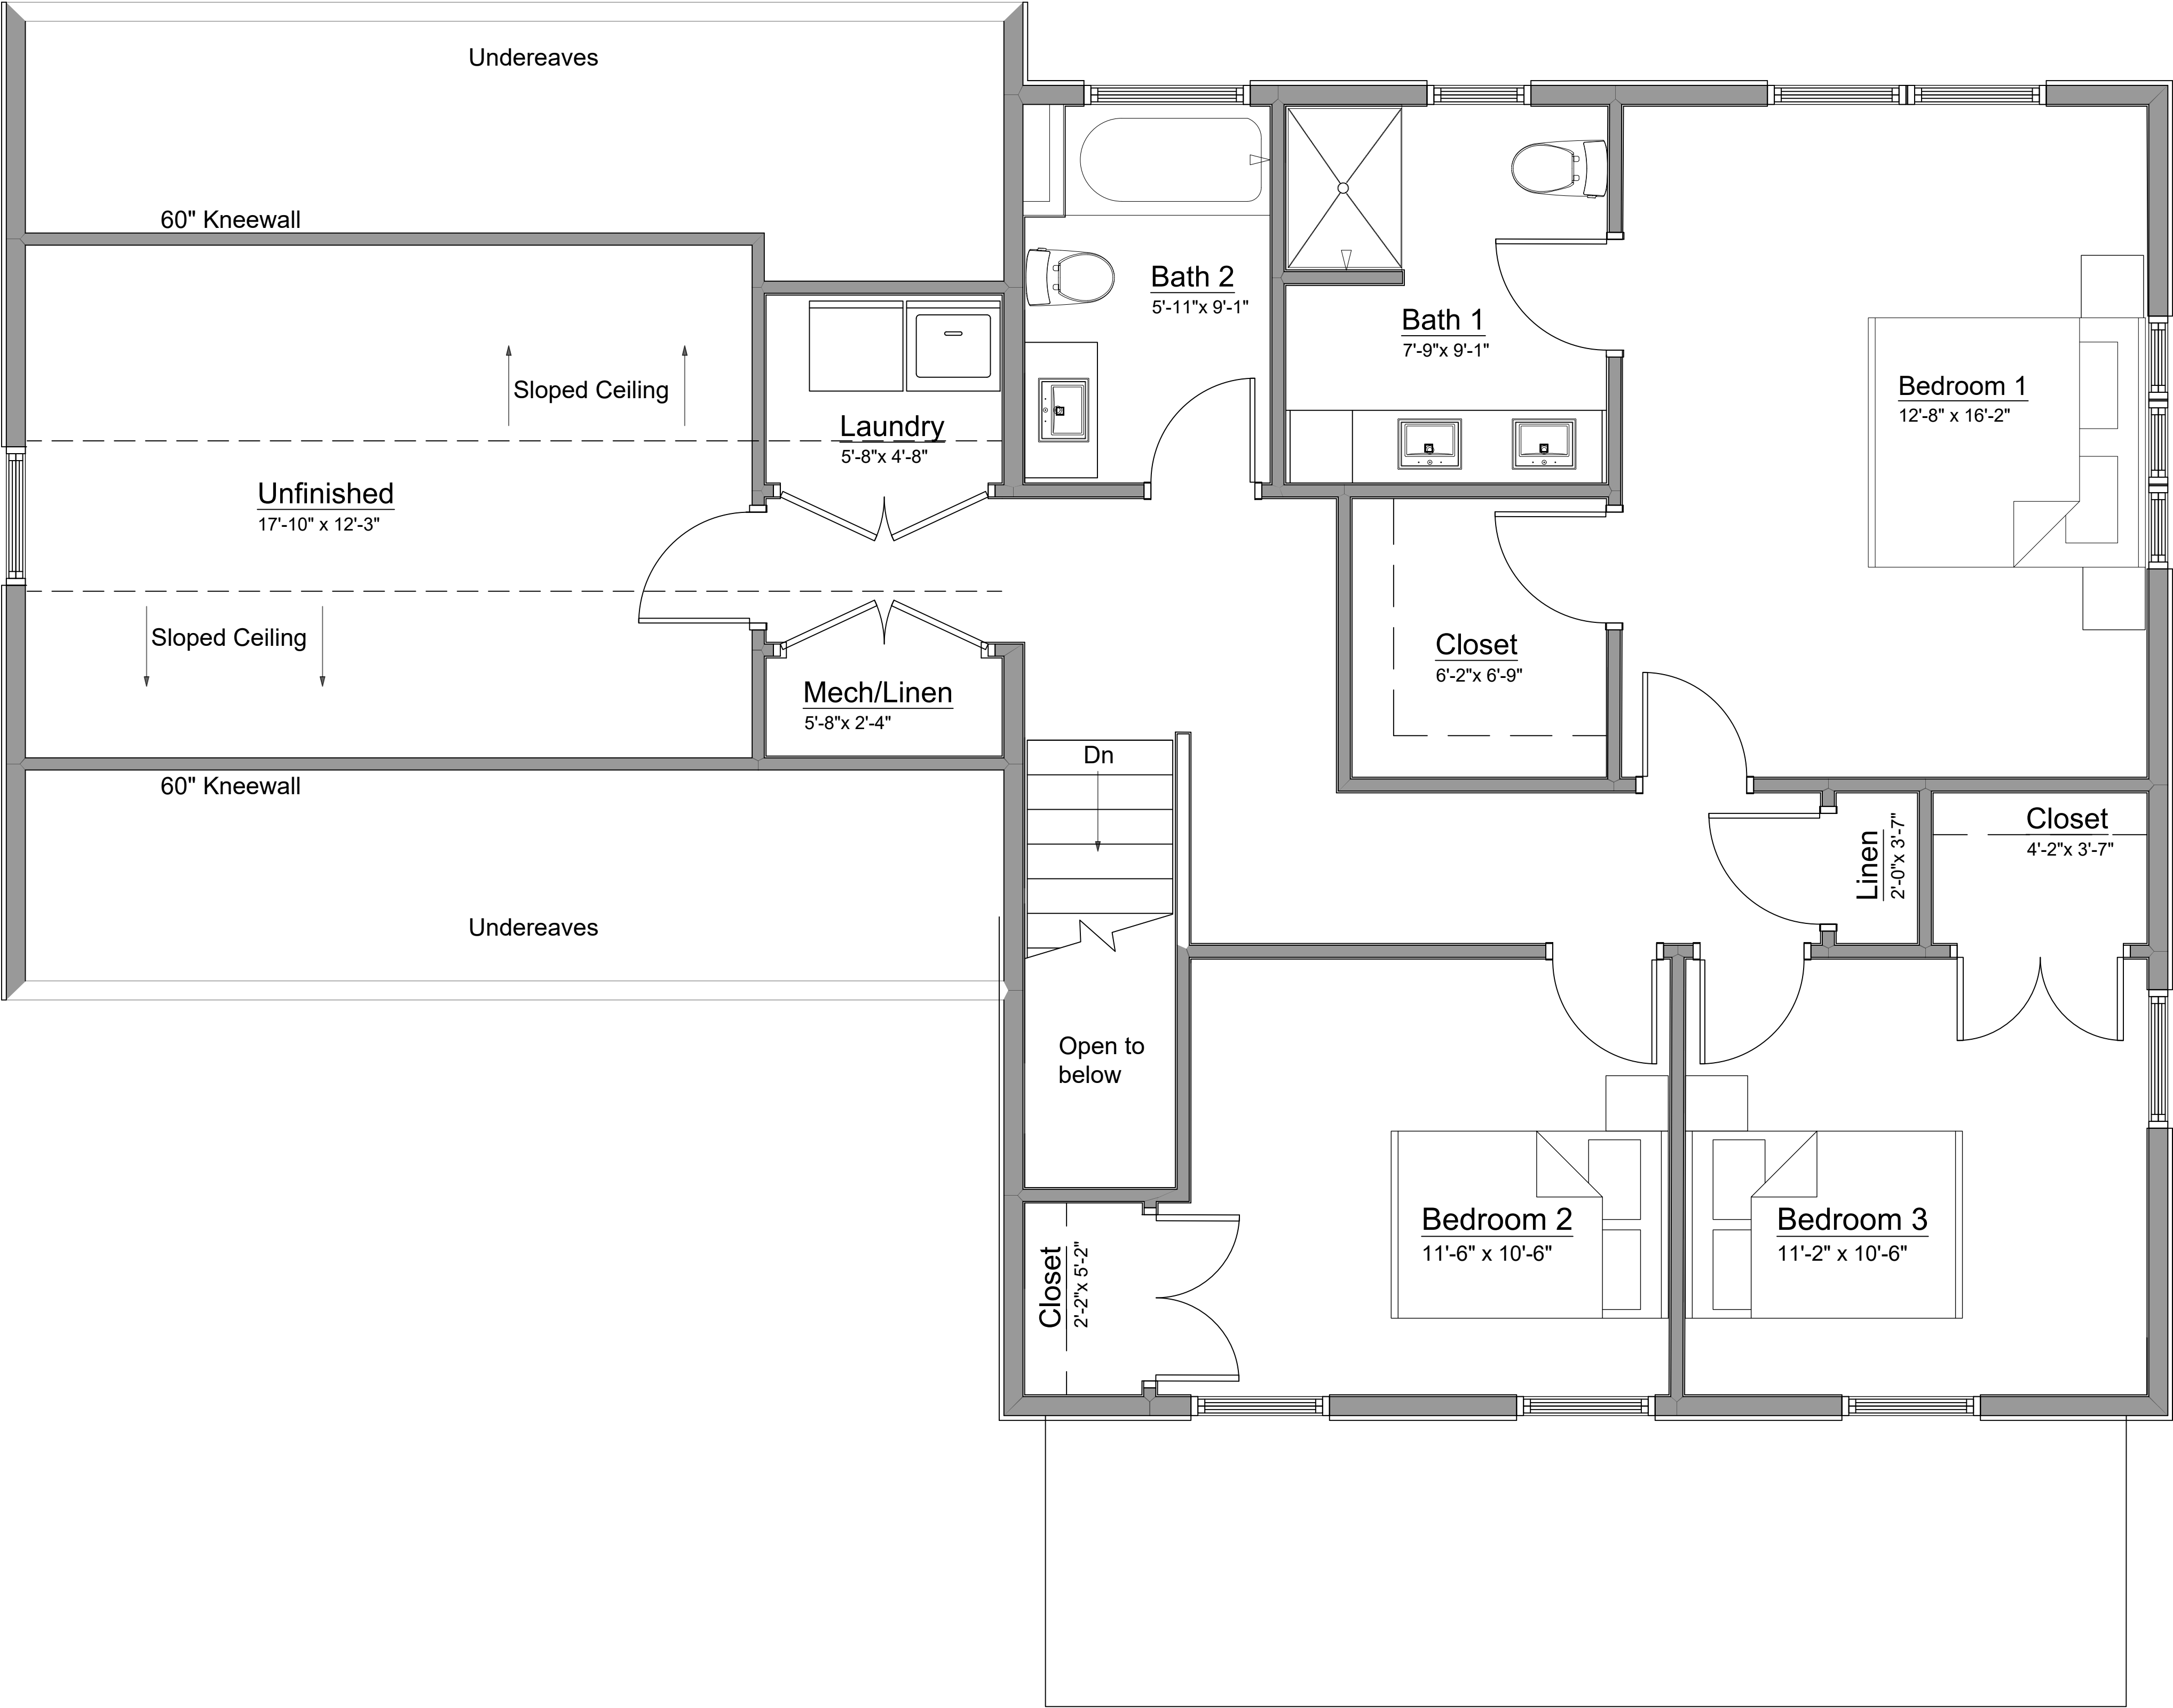 Undereaves
60" Kneewall
Bath 2
5'-11"x 9'-1"
Bath 1
7'-9"x 9'-1"
Sloped Ceiling
Bedroom 1
12'-8" x 16'-2"
Laundry
5'-8"x 4'-8"
Unfinished
17'-10" x 12'-3"
Sloped Ceiling
Closet
6'-2"x 6'-9"
Mech/Linen
5'-8"x 2'-4"
Dn
60" Kneewall
Linen
2'-0"x 3'-7"
Closet
4'-2"x 3'-7"
Undereaves
Open to
below
Bedroom 2
11'-6" x 10'-6"
Bedroom 3
11'-2" x 10'-6"
Closet
2'-2"x 5'-2"